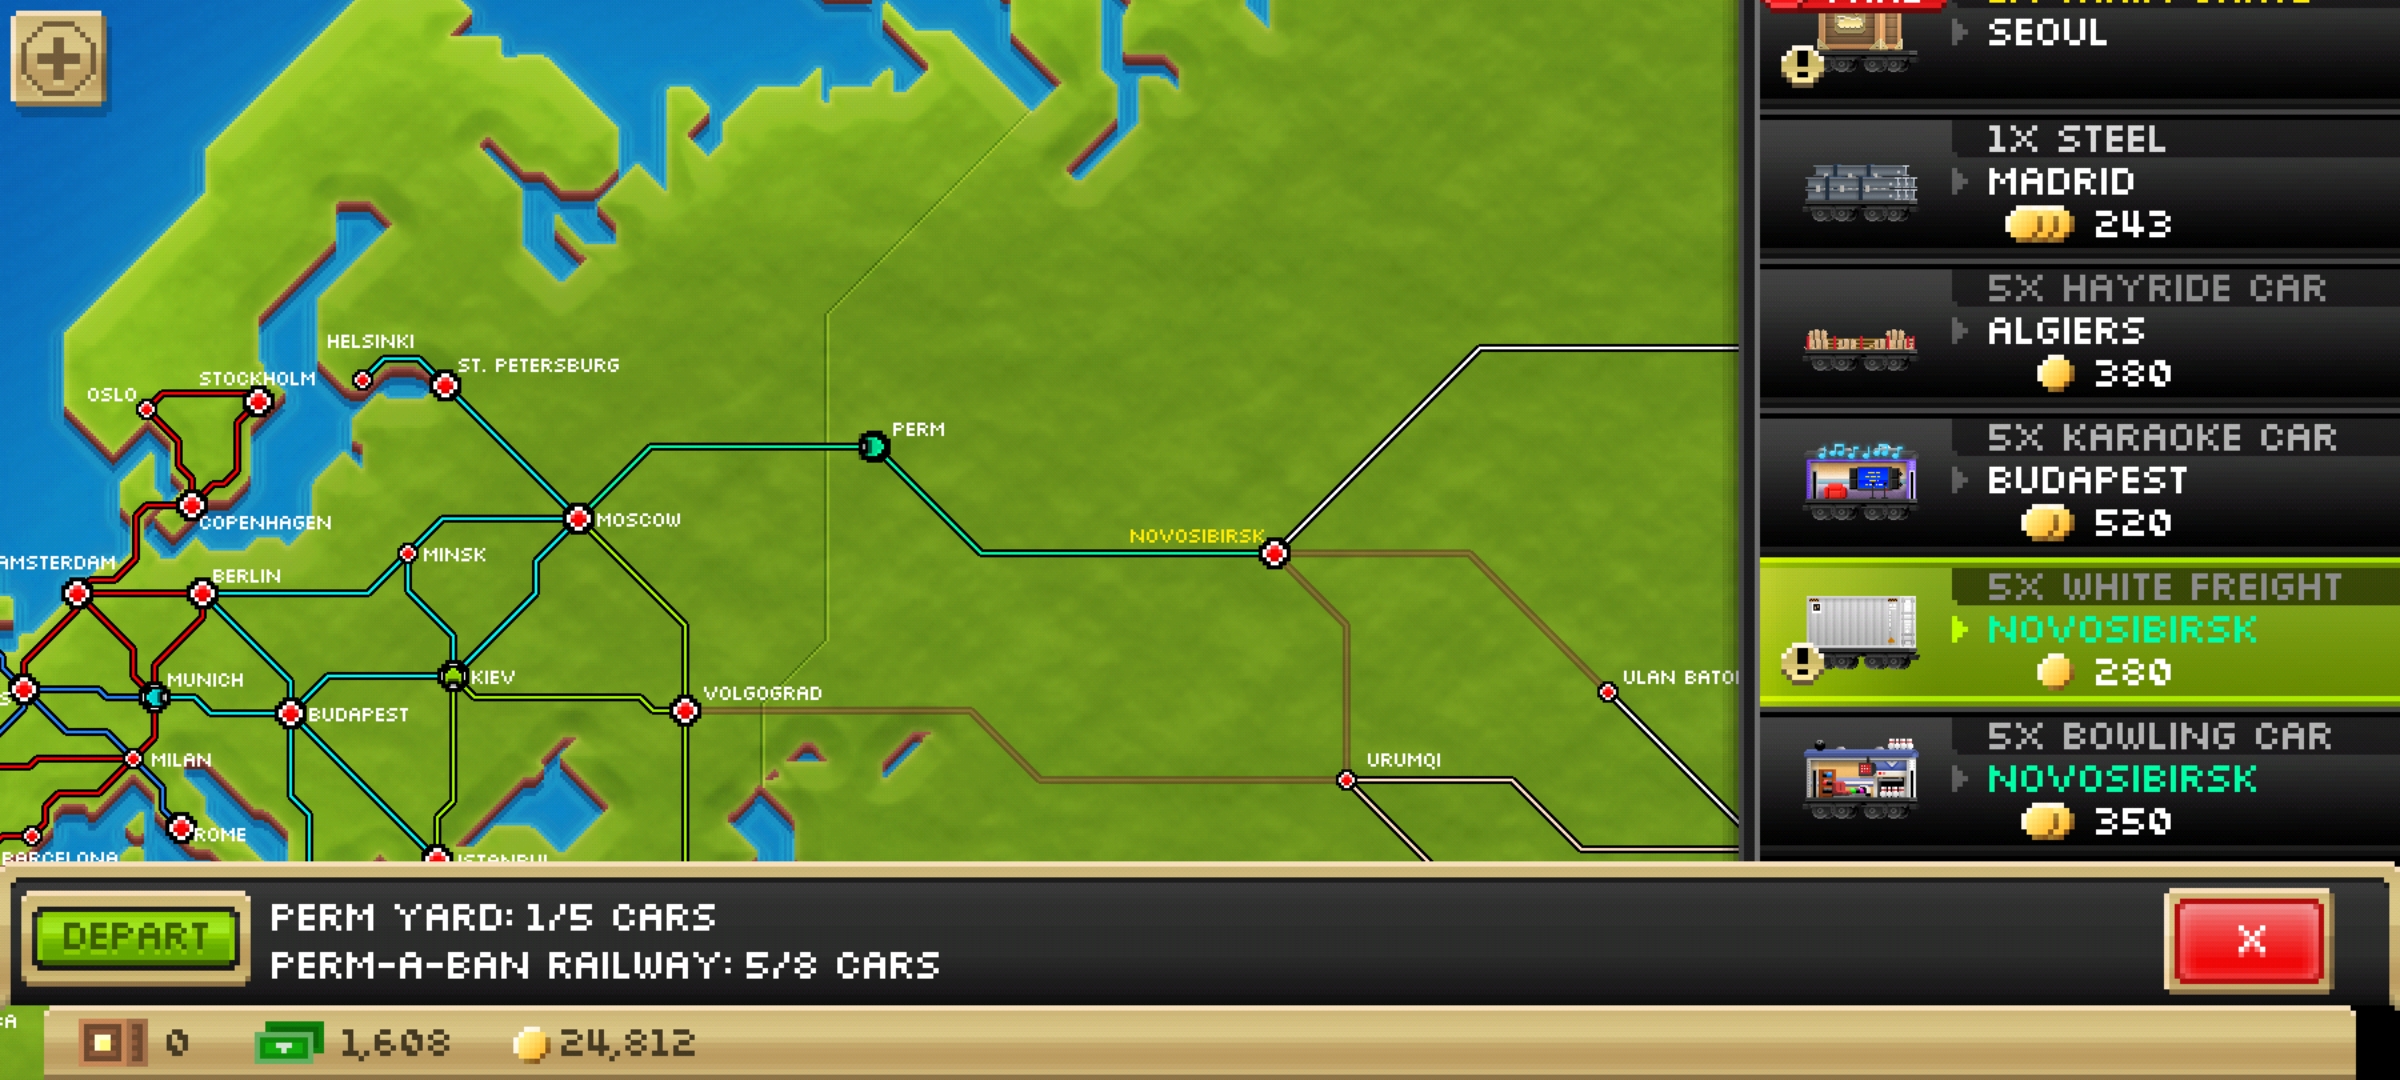 SEOUL
1X STEEL
MADRID
243
5X HAYRIDE CAR
ALGIERS
380
5X KARAOKE CAR
BUDAPEST
520
5X WHITE FREIGHT
NOVOSIBIRSK
280
5X BOWLING CAR
NOVOSIBIRSK
350
HELSINKI
ST. PETERSBURG
STOCKHOLM
OSLO
PERM
COPENHAGEN
MOSCOW
NOVOSIBIRSK
MINSK
AMSTERDAM
BERLIN
MUNICH
KIEV
ULAN BATO
VOLGOGRAD
BUDAPEST
MILAN
URUMQI
ROME
BARCELONA
ISTANBUL
DEPART
PERM YARD: 1/5 CARS
PERM-A-BAN RAILWAY: 5/8 CARS
X
0
1,608
24,812